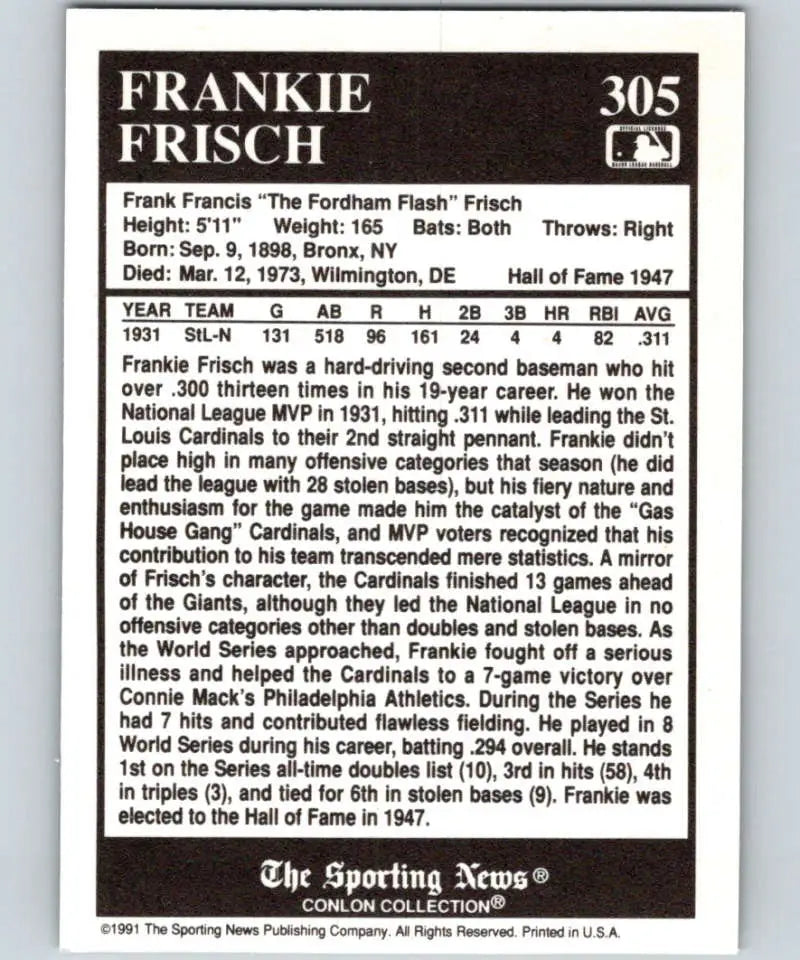 FRANKIE
FRISCH
305
OFFICIAL LICENSEE
MAJOR LEAGUE BASEBALL
Frank Francis "The Fordham Flash" Frisch
Height: 5'11" Weight: 165 Bats: Both Throws: Right
Born: Sep. 9, 1898, Bronx, NY
Died: Mar. 12, 1973, Wilmington, DE Hall of Fame 1947
YEAR TEAM G AB R H 2B 3B HR RBI AVG
1931 StL-N 131 518 96 161 24 4 4 82 .311
Frankie Frisch was a hard-driving second baseman who hit
over .300 thirteen times in his 19-year career. He won the
National League MVP in 1931, hitting .311 while leading the St.
Louis Cardinals to their 2nd straight pennant. Frankie didn't
place high in many offensive categories that season (he did
lead the league with 28 stolen bases), but his fiery nature and
enthusiasm for the game made him the catalyst of the "Gas
House Gang" Cardinals, and MVP voters recognized that his
contribution to his team transcended mere statistics. A mirror
of Frisch's character, the Cardinals finished 13 games ahead
of the Giants, although they led the National League in no
offensive categories other than doubles and stolen bases. As
the World Series approached, Frankie fought off a serious
illness and helped the Cardinals to a 7-game victory over
Connie Mack's Philadelphia Athletics. During the Series he
had 7 hits and contributed flawless fielding. He played in 8
World Series during his career, batting .294 overall. He stands
1st on the Series all-time doubles list (10), 3rd in hits (58), 4th
in triples (3), and tied for 6th in stolen bases (9). Frankie was
elected to the Hall of Fame in 1947.
The Sporting News®
CONLON COLLECTION®
©1991 The Sporting News Publishing Company. All Rights Reserved. Printed in U.S.A.